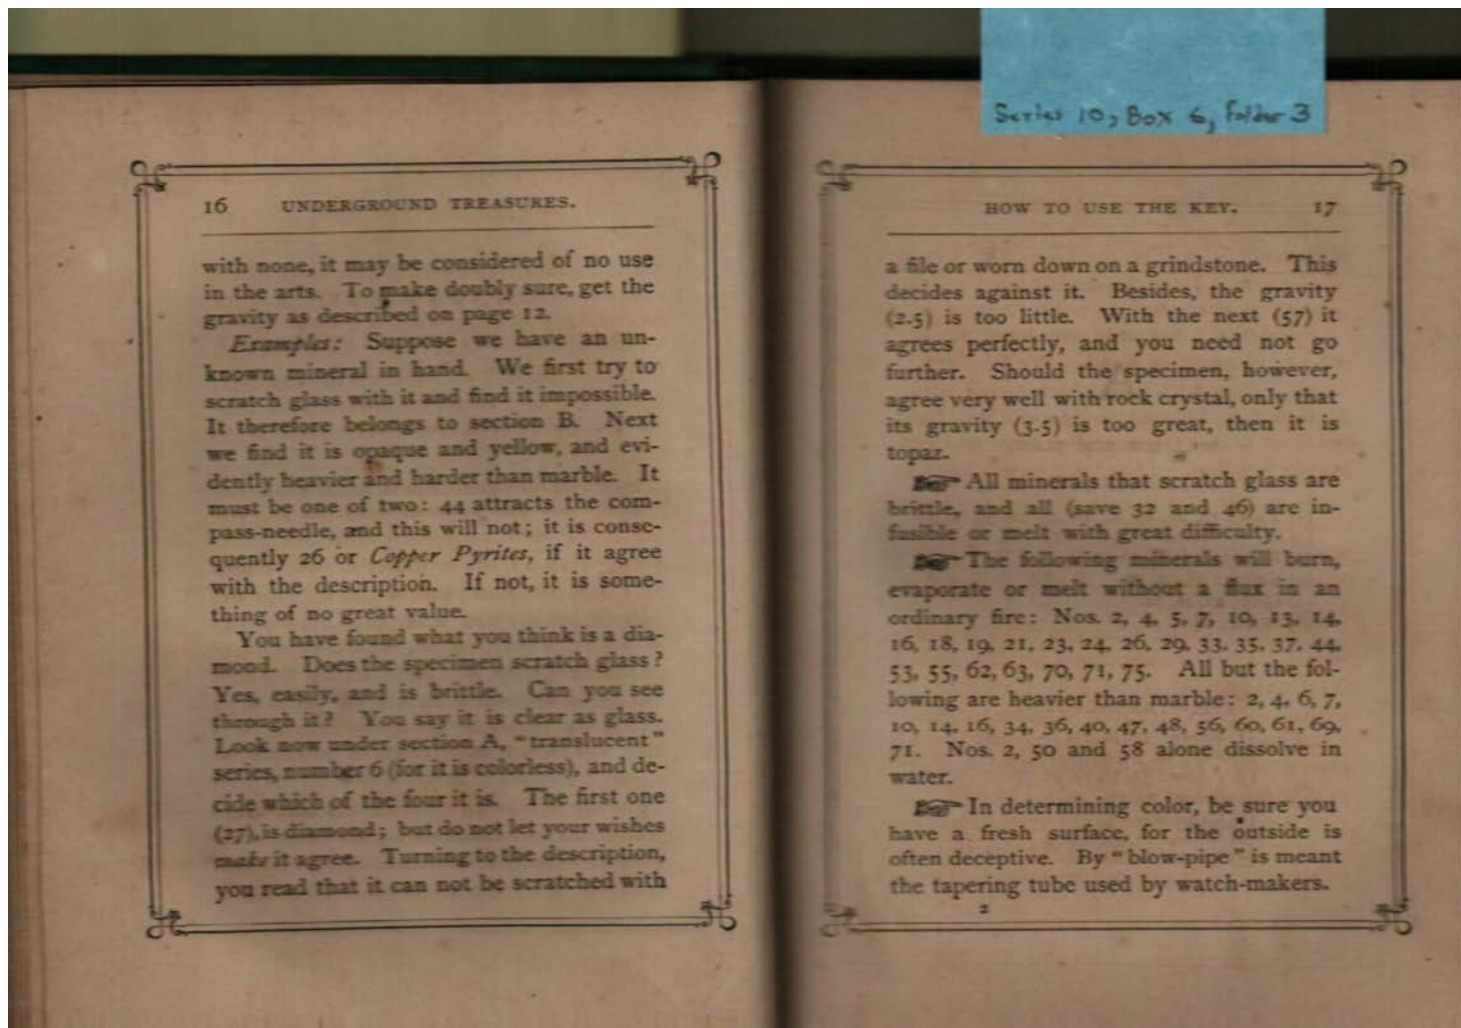 Series 10, Box 6, Folder 3
16 UNDERGROUND TREASURES.
with none, it may be considered of no use
in the arts. To make doubly sure, get the
gravity as described on page 12.
Examples: Suppose we have an un-
known mineral in hand. We first try to
scratch glass with it and find it impossible.
It therefore belongs to section B. Next
we find it is opaque and yellow, and evi-
dently heavier and harder than marble. It
must be one of two: 44 attracts the com-
pass-needle, and this will not; it is conse-
quently 26 or Copper Pyrites, if it agree
with the description. If not, it is some-
thing of no great value.
You have found what you think is a dia-
mond. Does the specimen scratch glass?
Yes, easily, and is brittle. Can you see
through it? You say it is clear as glass.
Look now under section A, "translucent"
series, number 6 (for it is colorless), and de-
cide which of the four it is. The first one
(27), is diamond; but do not let your wishes
make it agree. Turning to the description,
you read that it can not be scratched with
HOW TO USE THE KEY. 17
a file or worn down on a grindstone. This
decides against it. Besides, the gravity
(2.5) is too little. With the next (57) it
agrees perfectly, and you need not go
further. Should the specimen, however,
agree very well with rock crystal, only that
its gravity (3.5) is too great, then it is
topaz.
☞ All minerals that scratch glass are
brittle, and all (save 32 and 46) are in-
fusible or melt with great difficulty.
☞ The following minerals will burn,
evaporate or melt without a flux in an
ordinary fire: Nos. 2, 4, 5, 7, 10, 13, 14,
16, 18, 19, 21, 23, 24, 26, 29, 33, 35, 37, 44,
53, 55, 62, 63, 70, 71, 75. All but the fol-
lowing are heavier than marble: 2, 4, 6, 7,
10, 14, 16, 34, 36, 40, 47, 48, 56, 60, 61, 69,
71. Nos. 2, 50 and 58 alone dissolve in
water.
☞ In determining color, be sure you
have a fresh surface, for the outside is
often deceptive. By "blow-pipe" is meant
the tapering tube used by watch-makers.
2